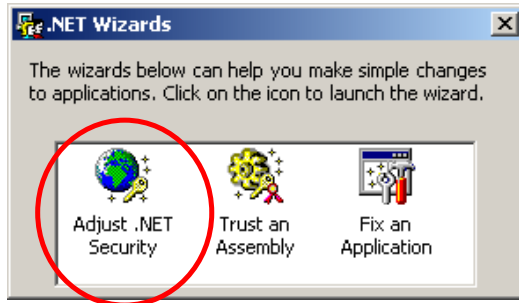 .NET Wizards
The wizards below can help you make simple changes
to applications. Click on the icon to launch the wizard.
Adjust .NET
Security
Trust an
Assembly
Fix an
Application